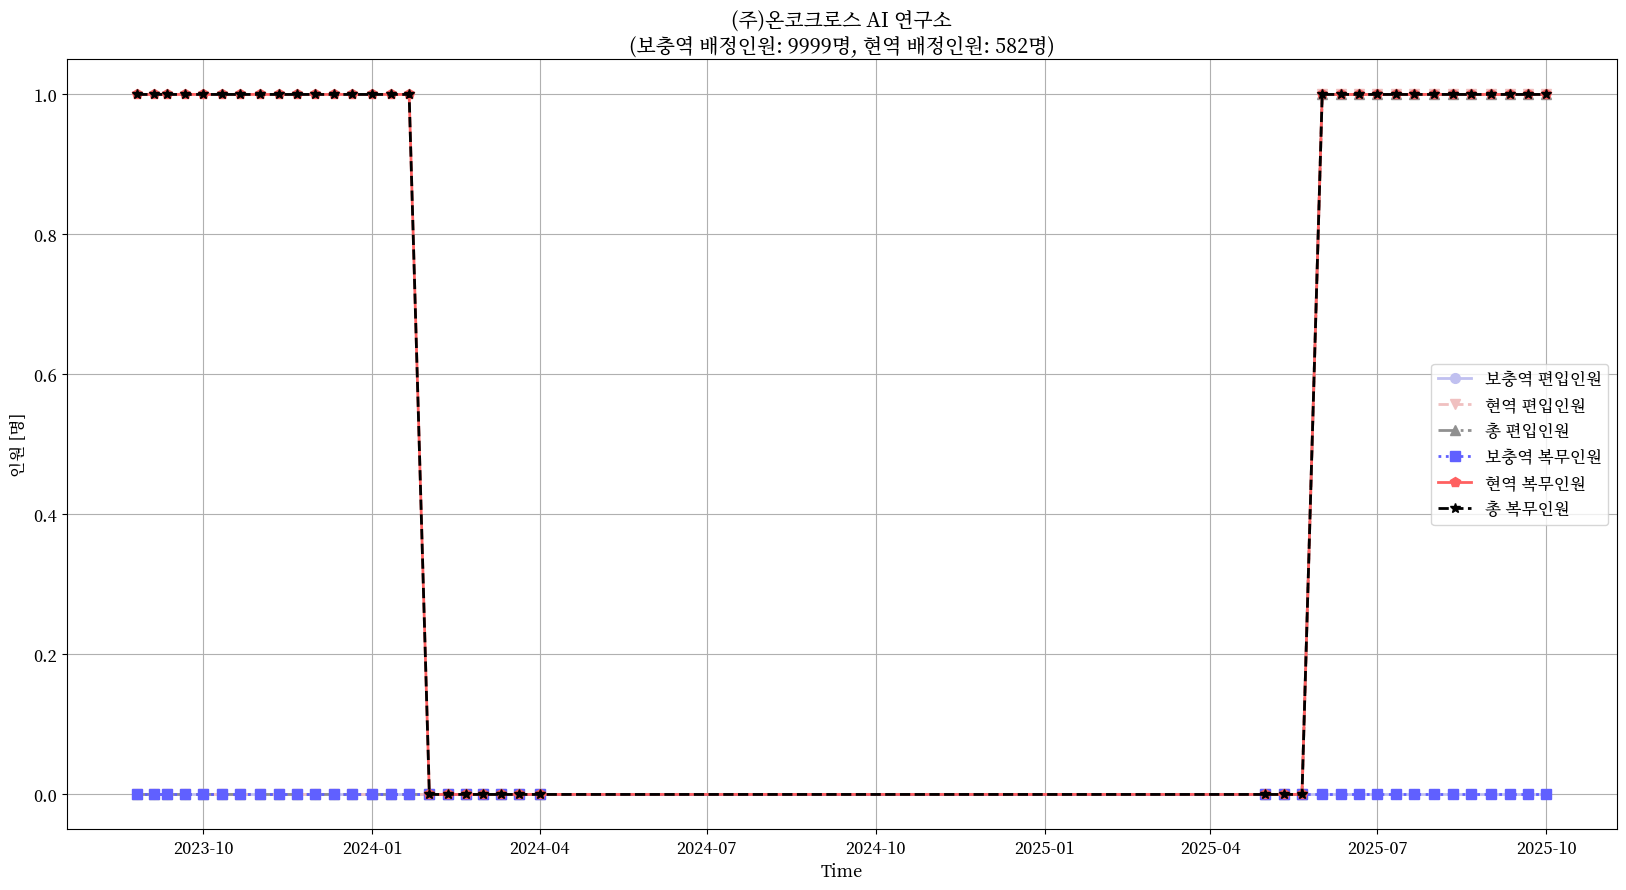 (주)온코크로스 AI 연구소
(보충역 배정인원: 9999명, 현역 배정인원: 582명)
1.0
0.8
0.6
0.4
0.2
0.0
인원 [명]
보충역 편입인원
현역 편입인원
총 편입인원
보충역 복무인원
현역 복무인원
총 복무인원
2023-10
2024-01
2024-04
2024-07
2024-10
2025-01
2025-04
2025-07
2025-10
Time